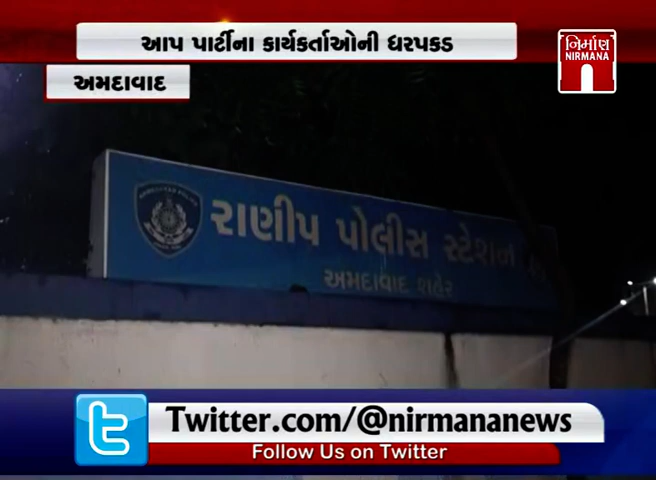 આપ પાર્ટીના કાર્યકર્તાઓની ધરપકડ
નિર્માણ
NIRMANA
અમદાવાદ
રાણીપ પોલીસ સ્ટેશન
અમદાવાદ શહેર
Twitter.com/@nirmananews
Follow Us on Twitter